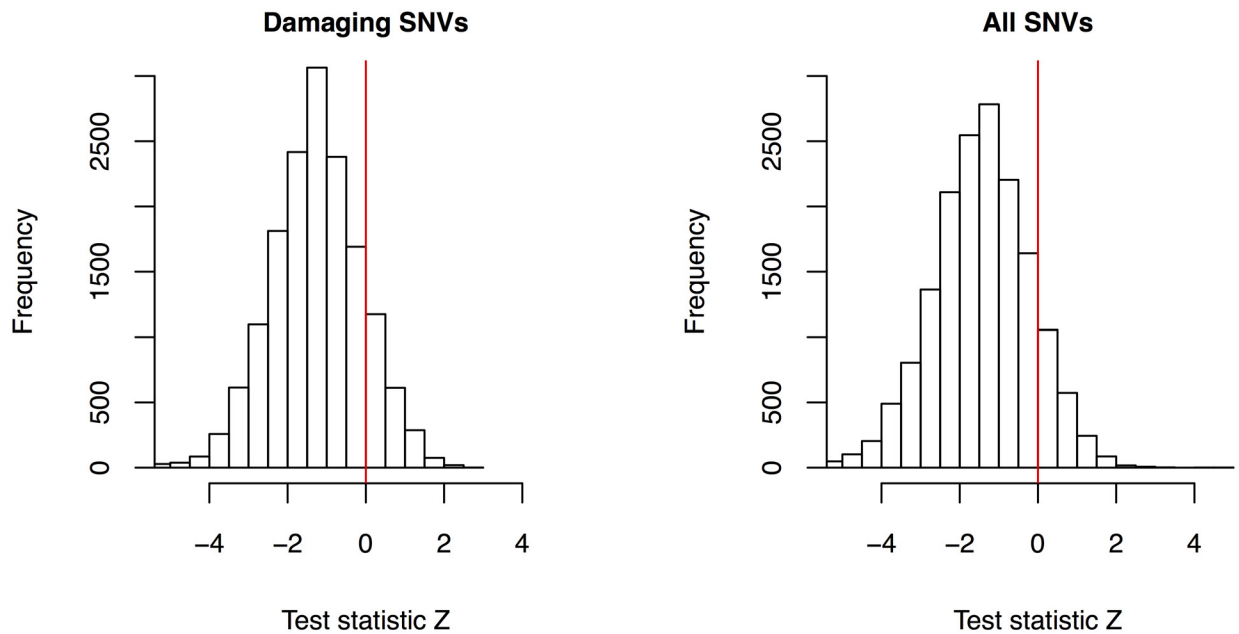 Damaging SNVs
Frequency
2500
1500
500
0
−4 −2 0 2 4
Test statistic Z
All SNVs
Frequency
2500
1500
500
0
−4 −2 0 2 4
Test statistic Z